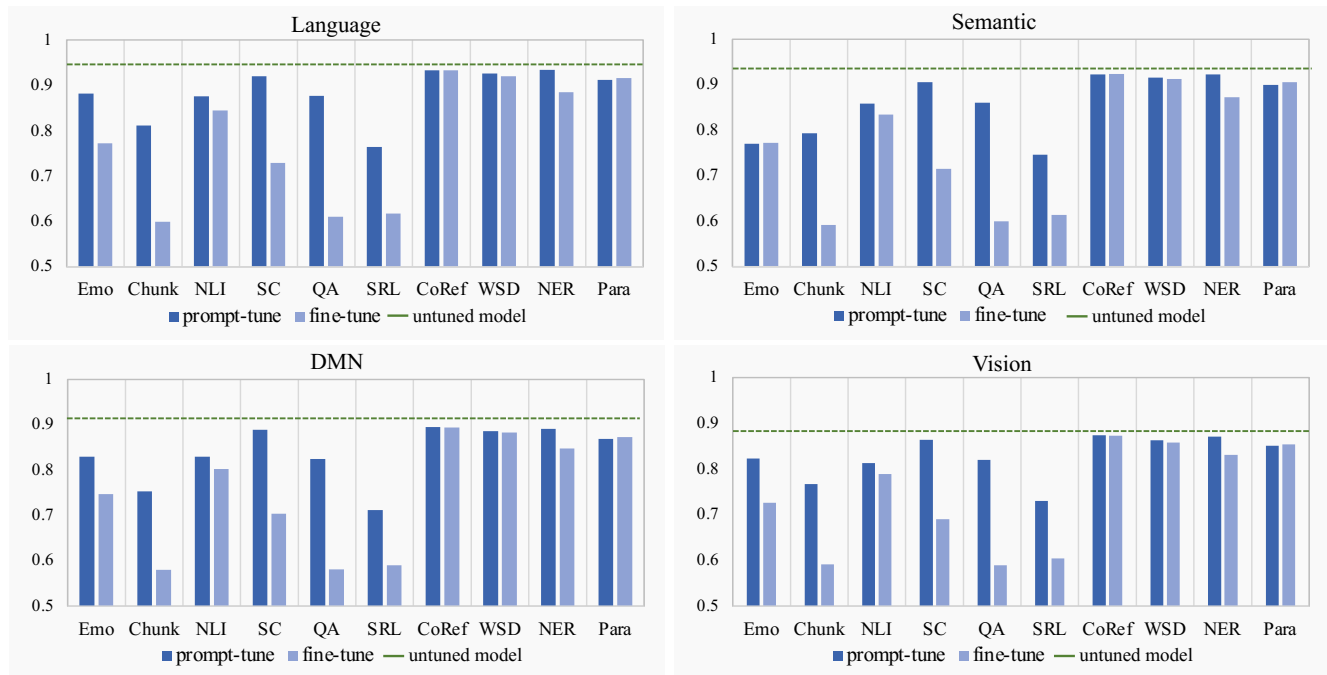 Language
1
0.9
0.8
0.7
0.6
0.5
Emo Chunk NLI SC QA SRL CoRef WSD NER Para
prompt-tune fine-tune untuned model
Semantic
1
0.9
0.8
0.7
0.6
0.5
Emo Chunk NLI SC QA SRL CoRef WSD NER Para
prompt-tune fine-tune untuned model
DMN
1
0.9
0.8
0.7
0.6
0.5
Emo Chunk NLI SC QA SRL CoRef WSD NER Para
prompt-tune fine-tune untuned model
Vision
1
0.9
0.8
0.7
0.6
0.5
Emo Chunk NLI SC QA SRL CoRef WSD NER Para
prompt-tune fine-tune untuned model